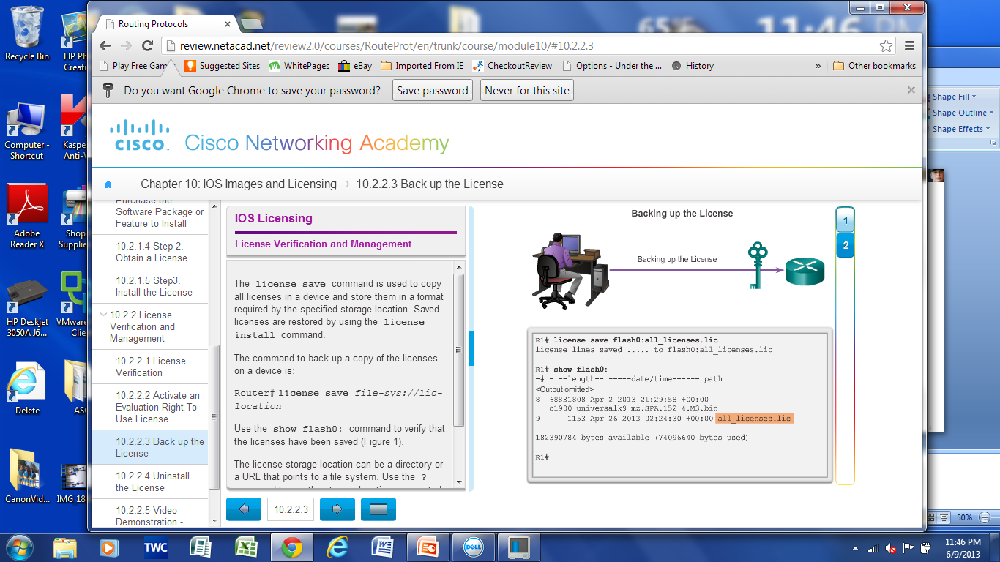 Recycle Bin
HP Ph
Creati
Computer -
Shortcut
Kaspe
Anti-V
Adobe
Reader X
Shop
Supplie
HP Deskjet
3050A J6...
VMware
Clie
Delete
ASC
CanonVid...
IMG_180
Routing Protocols
65
11:46 PM
review.netacad.net/review2.0/courses/RouteProt/en/trunk/course/module10/#10.2.2.3
Play Free Gam
Suggested Sites
WhitePages
eBay
Imported From IE
CheckoutReview
Options - Under the ...
History
»
Other bookmarks
Do you want Google Chrome to save your password?
Save password
Never for this site
CISCO
Cisco Networking Academy
Chapter 10: IOS Images and Licensing
10.2.2.3 Back up the License
Purchase the
Software Package or
Feature to Install
10.2.1.4 Step 2.
Obtain a License
10.2.1.5 Step3.
Install the License
10.2.2 License
Verification and
Management
10.2.2.1 License
Verification
10.2.2.2 Activate an
Evaluation Right-To-
Use License
10.2.2.3 Back up the
License
10.2.2.4 Uninstall
the License
10.2.2.5 Video
Demonstration -
IOS Licensing
License Verification and Management
The license save command is used to copy
all licenses in a device and store them in a format
required by the specified storage location. Saved
licenses are restored by using the license
install command.
The command to back up a copy of the licenses
on a device is:
Router# license save file-sys://lic-
location
Use the show flash0: command to verify that
the licenses have been saved (Figure 1).
The license storage location can be a directory or
a URL that points to a file system. Use the ?
10.2.2.3
Backing up the License
Backing up the License
1
2
R1# license save flash0:all_licenses.lic
license lines saved ..... to flash0:all_licenses.lic
R1# show flash0:
-# - --length-- -----date/time------ path
<Output omitted>
8 68831808 Apr 2 2013 21:29:58 +00:00
c1900-universalk9-mz.SPA.152-4.M3.bin
9 1153 Apr 26 2013 02:24:30 +00:00 all_licenses.lic
182390784 bytes available (74096640 bytes used)
R1#
Shape Fill
Shape Outline
Shape Effects
50%
TWC
DELL
11:46 PM
6/9/2013